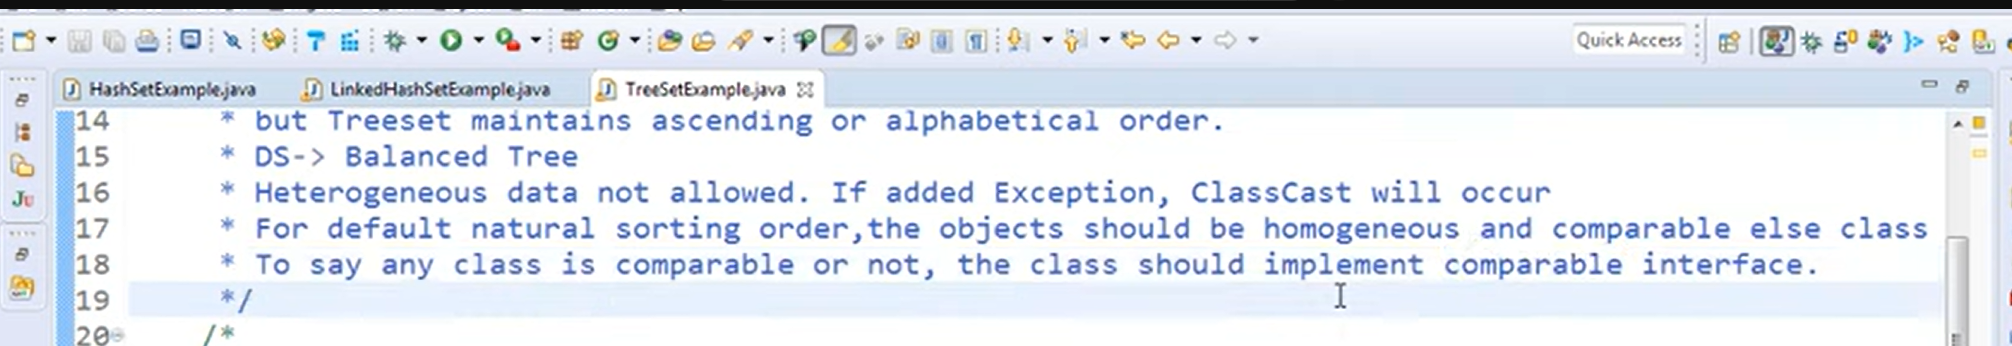 Quick Access
HashSetExample.java LinkedHashSetExample.java TreeSetExample.java
14 * but Treeset maintains ascending or alphabetical order.
15 * DS-> Balanced Tree
16 * Heterogeneous data not allowed. If added Exception, ClassCast will occur
17 * For default natural sorting order,the objects should be homogeneous and comparable else class
18 * To say any class is comparable or not, the class should implement comparable interface.
19 */
20 /*